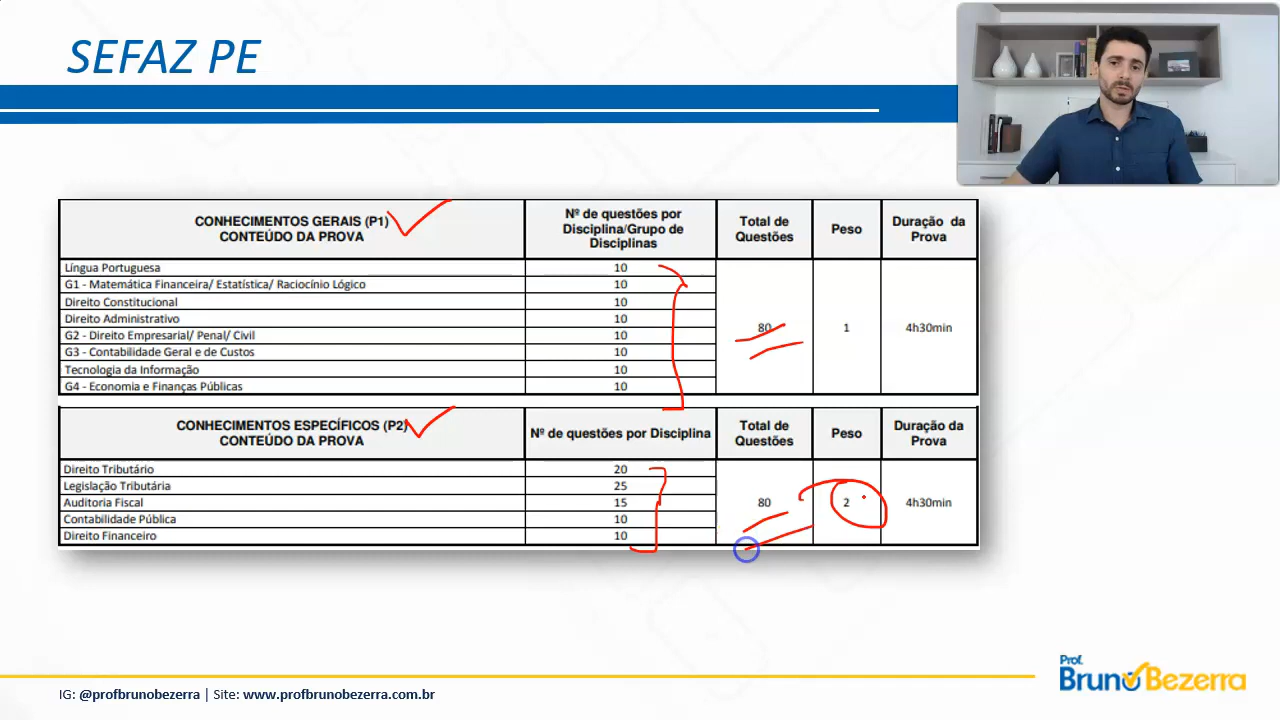 SEFAZ PE
CONHECIMENTOS GERAIS (P1)
CONTEÚDO DA PROVA
Nº de questões por
Disciplina/Grupo de
Disciplinas
Total de
Questões
Peso
Duração da
Prova
Língua Portuguesa 10
G1 - Matemática Financeira/ Estatística/ Raciocínio Lógico 10
Direito Constitucional 10
Direito Administrativo 10
G2 - Direito Empresarial/ Penal/ Civil 10
G3 - Contabilidade Geral e de Custos 10
Tecnologia da Informação 10
G4 - Economia e Finanças Públicas 10
80 1 4h30min
CONHECIMENTOS ESPECÍFICOS (P2)
CONTEÚDO DA PROVA
Nº de questões por Disciplina
Total de
Questões
Peso
Duração da
Prova
Direito Tributário 20
Legislação Tributária 25
Auditoria Fiscal 15
Contabilidade Pública 10
Direito Financeiro 10
80 2 4h30min
IG: @profbrunobezerra | Site: www.profbrunobezerra.com.br
Prof.
Bruno Bezerra